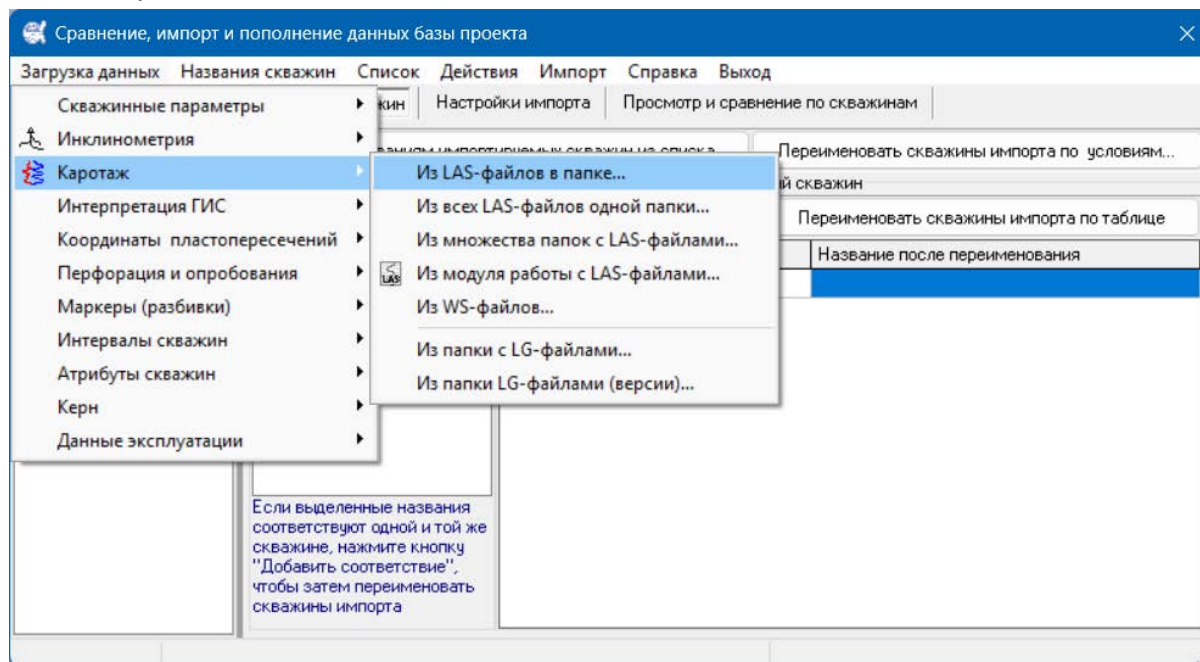 Сравнение, импорт и пополнение данных базы проекта
Загрузка данных Названия скважин Список Действия Импорт Справка Выход
Настройки импорта Просмотр и сравнение по скважинам
Скважинные параметры
Инклинометрия
Каротаж
Интерпретация ГИС
Координаты пластопересечений
Перфорация и опробования
Маркеры (разбивки)
Интервалы скважин
Атрибуты скважин
Керн
Данные эксплуатации
Из LAS-файлов в папке...
Из всех LAS-файлов одной папки...
Из множества папок с LAS-файлами...
LAS
Из модуля работы с LAS-файлами...
Из WS-файлов...
Из папки с LG-файлами...
Из папки LG-файлами (версии)...
Переименовать скважины импорта по условиям...
скважин
Переименовать скважины импорта по таблице
Название после переименования
Если выделенные названия
соответствуют одной и той же
скважине, нажмите кнопку
"Добавить соответствие",
чтобы затем переименовать
скважины импорта